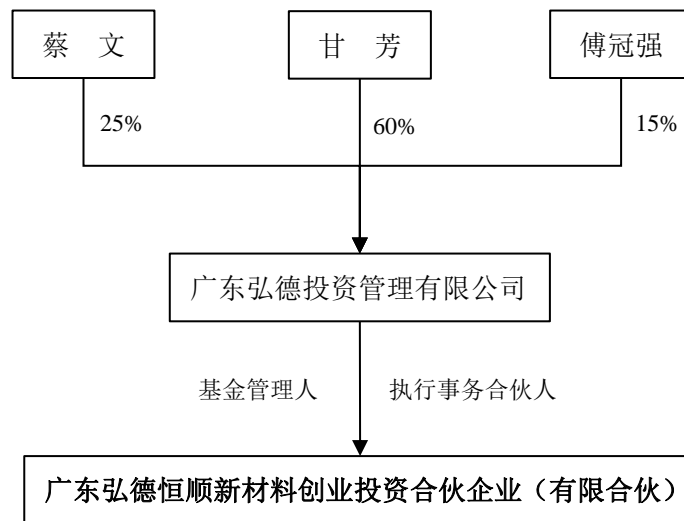 蔡　文
甘　芳
傅冠强
25%
60%
15%
广东弘德投资管理有限公司
基金管理人
执行事务合伙人
广东弘德恒顺新材料创业投资合伙企业（有限合伙）